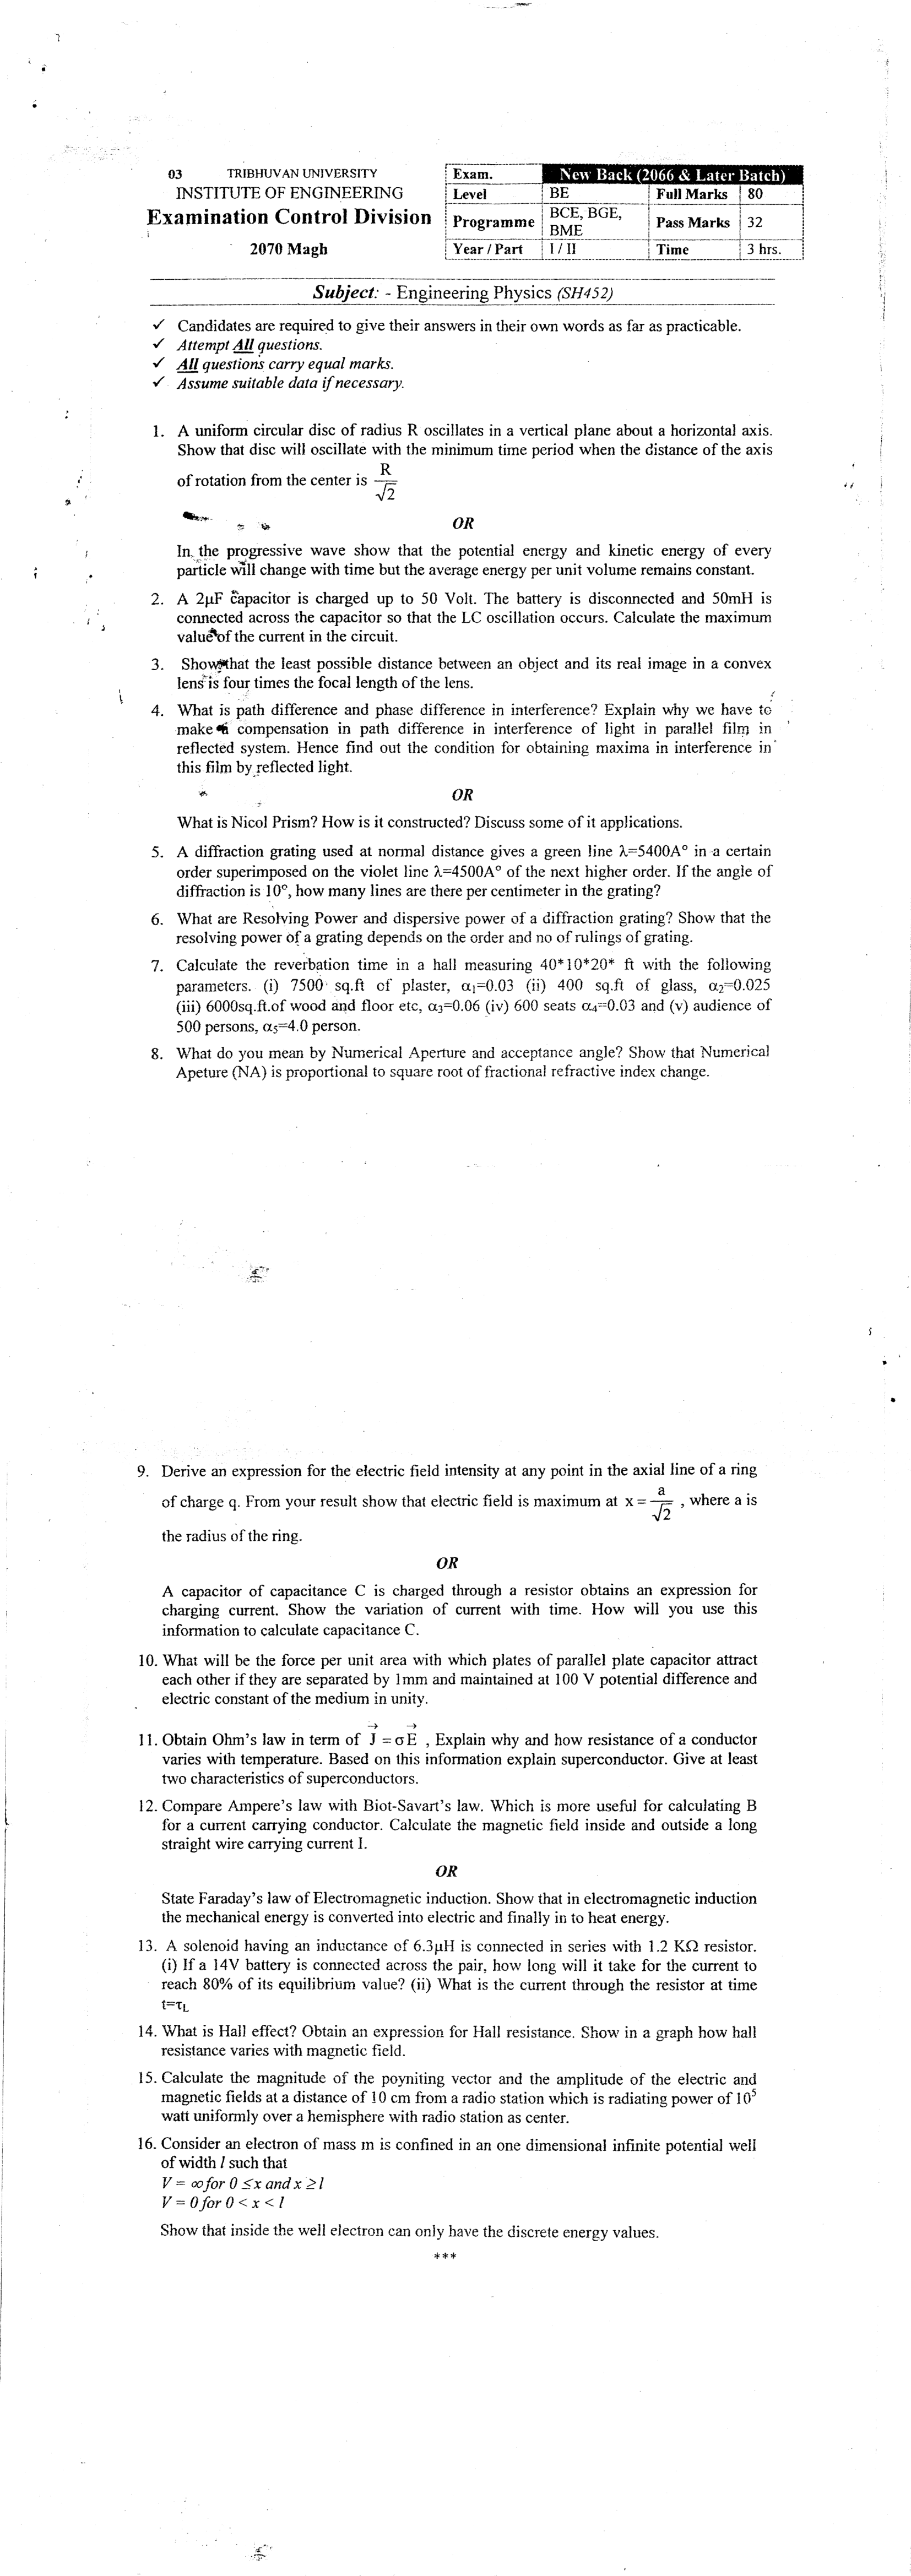 03 TRIBHUVAN UNIVERSITY
INSTITUTE OF ENGINEERING
Examination Control Division
2070 Magh
Exam. New Back (2066 & Later Batch)
Level BE Full Marks 80
Programme BCE, BGE, BME Pass Marks 32
Year / Part I / II Time 3 hrs.
Subject: - Engineering Physics (SH452)
✓ Candidates are required to give their answers in their own words as far as practicable.
✓ Attempt All questions.
✓ All questions carry equal marks.
✓ Assume suitable data if necessary.
1. A uniform circular disc of radius R oscillates in a vertical plane about a horizontal axis.
Show that disc will oscillate with the minimum time period when the distance of the axis
of rotation from the center is R/√2
OR
In the progressive wave show that the potential energy and kinetic energy of every
particle will change with time but the average energy per unit volume remains constant.
2. A 2μF capacitor is charged up to 50 Volt. The battery is disconnected and 50mH is
connected across the capacitor so that the LC oscillation occurs. Calculate the maximum
value of the current in the circuit.
3. Show that the least possible distance between an object and its real image in a convex
lens is four times the focal length of the lens.
4. What is path difference and phase difference in interference? Explain why we have to
make compensation in path difference in interference of light in parallel film in
reflected system. Hence find out the condition for obtaining maxima in interference in
this film by reflected light.
OR
What is Nicol Prism? How is it constructed? Discuss some of it applications.
5. A diffraction grating used at normal distance gives a green line λ=5400A° in a certain
order superimposed on the violet line λ=4500A° of the next higher order. If the angle of
diffraction is 10°, how many lines are there per centimeter in the grating?
6. What are Resolving Power and dispersive power of a diffraction grating? Show that the
resolving power of a grating depends on the order and no of rulings of grating.
7. Calculate the reverbation time in a hall measuring 40*10*20* ft with the following
parameters. (i) 7500 sq.ft of plaster, α₁=0.03 (ii) 400 sq.ft of glass, α₂=0.025
(iii) 6000sq.ft.of wood and floor etc, α₃=0.06 (iv) 600 seats α₄=0.03 and (v) audience of
500 persons, α₅=4.0 person.
8. What do you mean by Numerical Aperture and acceptance angle? Show that Numerical
Apeture (NA) is proportional to square root of fractional refractive index change.
9. Derive an expression for the electric field intensity at any point in the axial line of a ring
of charge q. From your result show that electric field is maximum at x = a/√2 , where a is
the radius of the ring.
OR
A capacitor of capacitance C is charged through a resistor obtains an expression for
charging current. Show the variation of current with time. How will you use this
information to calculate capacitance C.
10. What will be the force per unit area with which plates of parallel plate capacitor attract
each other if they are separated by 1mm and maintained at 100 V potential difference and
electric constant of the medium in unity.
11. Obtain Ohm's law in term of J⃗ = σE⃗ , Explain why and how resistance of a conductor
varies with temperature. Based on this information explain superconductor. Give at least
two characteristics of superconductors.
12. Compare Ampere's law with Biot-Savart's law. Which is more useful for calculating B
for a current carrying conductor. Calculate the magnetic field inside and outside a long
straight wire carrying current I.
OR
State Faraday's law of Electromagnetic induction. Show that in electromagnetic induction
the mechanical energy is converted into electric and finally in to heat energy.
13. A solenoid having an inductance of 6.3μH is connected in series with 1.2 KΩ resistor.
(i) If a 14V battery is connected across the pair, how long will it take for the current to
reach 80% of its equilibrium value? (ii) What is the current through the resistor at time
t=τL
14. What is Hall effect? Obtain an expression for Hall resistance. Show in a graph how hall
resistance varies with magnetic field.
15. Calculate the magnitude of the poyniting vector and the amplitude of the electric and
magnetic fields at a distance of 10 cm from a radio station which is radiating power of 10⁵
watt uniformly over a hemisphere with radio station as center.
16. Consider an electron of mass m is confined in an one dimensional infinite potential well
of width l such that
V = ∞ for 0 ≤ x and x ≥ l
V = 0 for 0 < x < l
Show that inside the well electron can only have the discrete energy values.
***